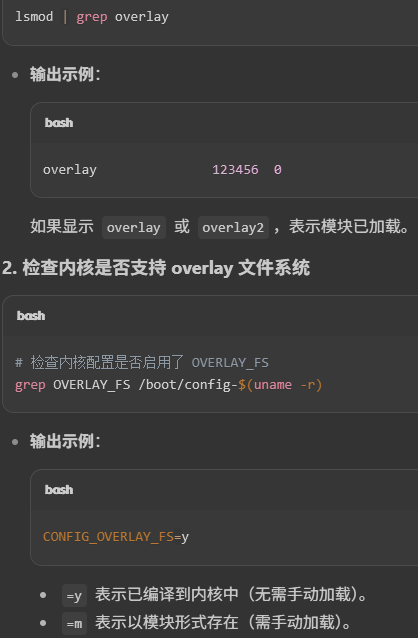 lsmod | grep overlay
输出示例：
bash
overlay 123456 0
如果显示 overlay 或 overlay2，表示模块已加载。
2. 检查内核是否支持 overlay 文件系统
bash
# 检查内核配置是否启用了 OVERLAY_FS
grep OVERLAY_FS /boot/config-$(uname -r)
输出示例：
bash
CONFIG_OVERLAY_FS=y
=y 表示已编译到内核中（无需手动加载）。
=m 表示以模块形式存在（需手动加载）。